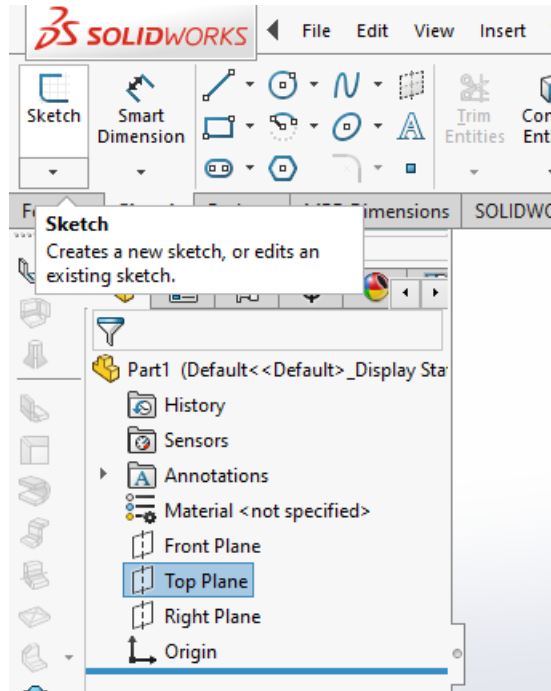 SOLIDWORKS
File Edit View Insert
Sketch
Smart
Dimension
Trim
Entities
Sketch
Creates a new sketch, or edits an
existing sketch.
SOLIDWO
Part1 (Default<<Default>_Display Sta
History
Sensors
Annotations
Material <not specified>
Front Plane
Top Plane
Right Plane
Origin